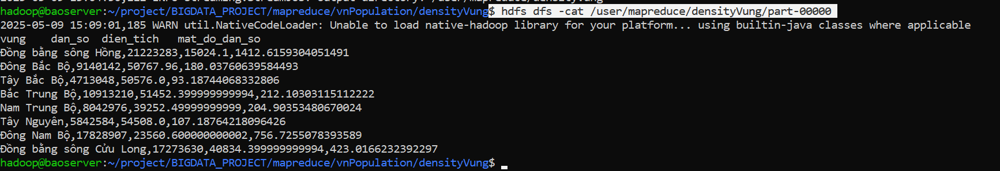 hadoop@baoserver:~/project/BIGDATA_PROJECT/mapreduce/vnPopulation/densityVung$ hdfs dfs -cat /user/mapreduce/densityVung/part-00000
2025-05-09 15:09:01,185 WARN util.NativeCodeLoader: Unable to load native-hadoop library for your platform... using builtin-java classes where applicable
vung dan_so dien_tich mat_do_dan_so
Đồng bằng sông Hồng,21223283,15024.1,1412.6159304051491
Đông Bắc Bộ,9140142,50767.96,180.03760639584493
Tây Bắc Bộ,4713048,50576.0,93.18744068332806
Bắc Trung Bộ,10913210,51452.399999999994,212.10303115112222
Nam Trung Bộ,8042976,39252.49999999999,204.90353480670024
Tây Nguyên,5842584,54508.0,107.18764218096426
Đông Nam Bộ,17828907,23560.600000000002,756.7255078393589
Đồng bằng sông Cửu Long,17273630,40834.399999999994,423.0166232392297
hadoop@baoserver:~/project/BIGDATA_PROJECT/mapreduce/vnPopulation/densityVung$